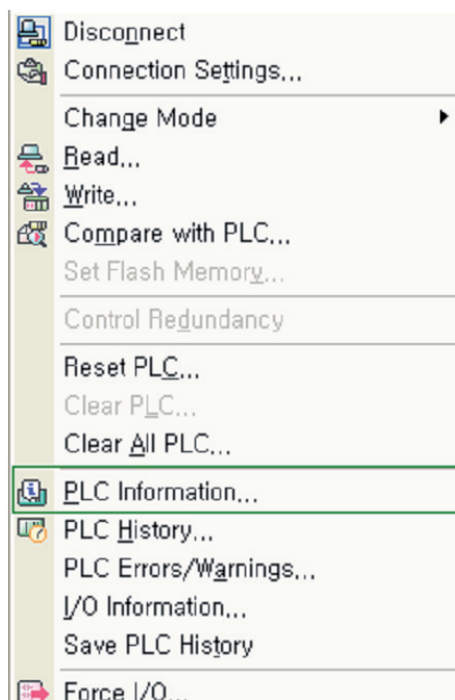 Disconnect
Connection Settings...
Change Mode
Read...
Write...
Compare with PLC...
Set Flash Memory...
Control Redundancy
Reset PLC...
Clear PLC...
Clear All PLC...
PLC Information...
PLC History...
PLC Errors/Warnings...
I/O Information...
Save PLC History
Force I/O...